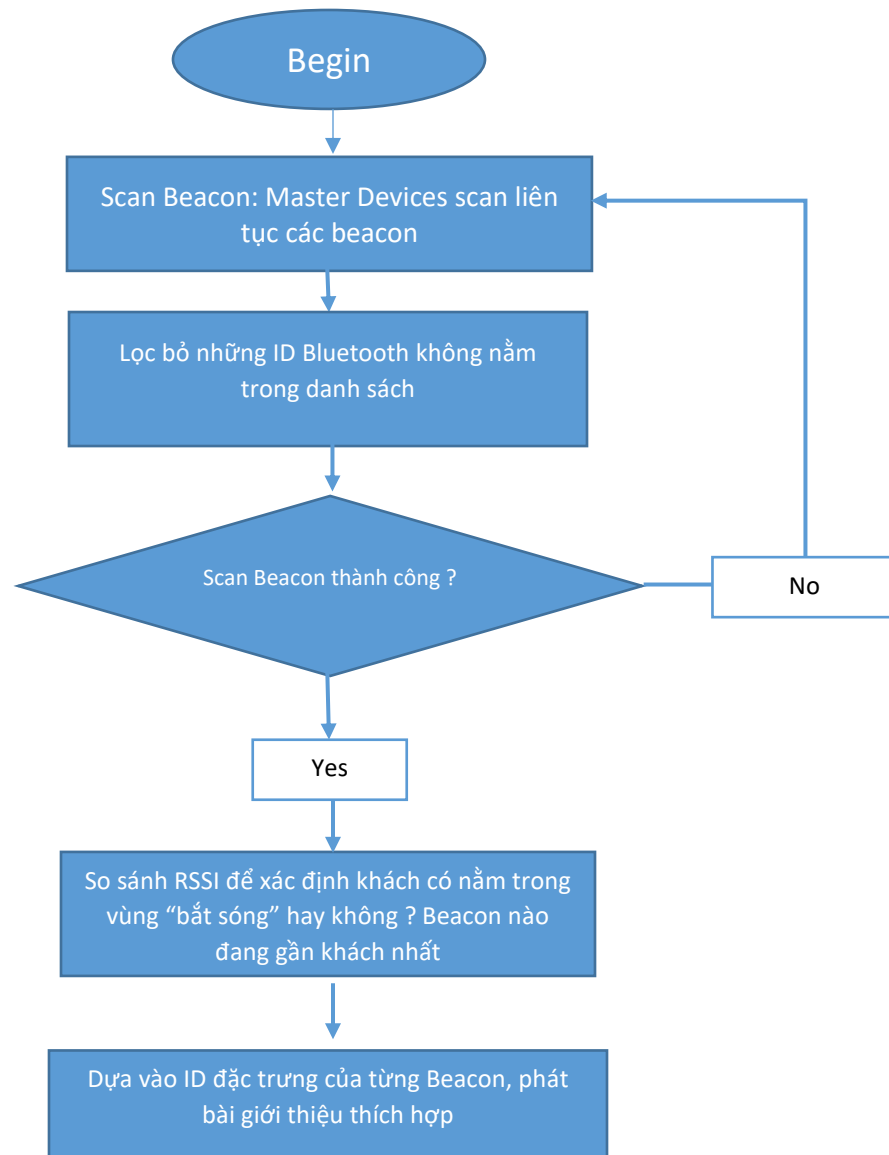 Begin
Scan Beacon: Master Devices scan liên
tục các beacon
Lọc bỏ những ID Bluetooth không nằm
trong danh sách
Scan Beacon thành công ?
No
Yes
So sánh RSSI để xác định khách có nằm trong
vùng “bắt sóng” hay không ? Beacon nào
đang gần khách nhất
Dựa vào ID đặc trưng của từng Beacon, phát
bài giới thiệu thích hợp